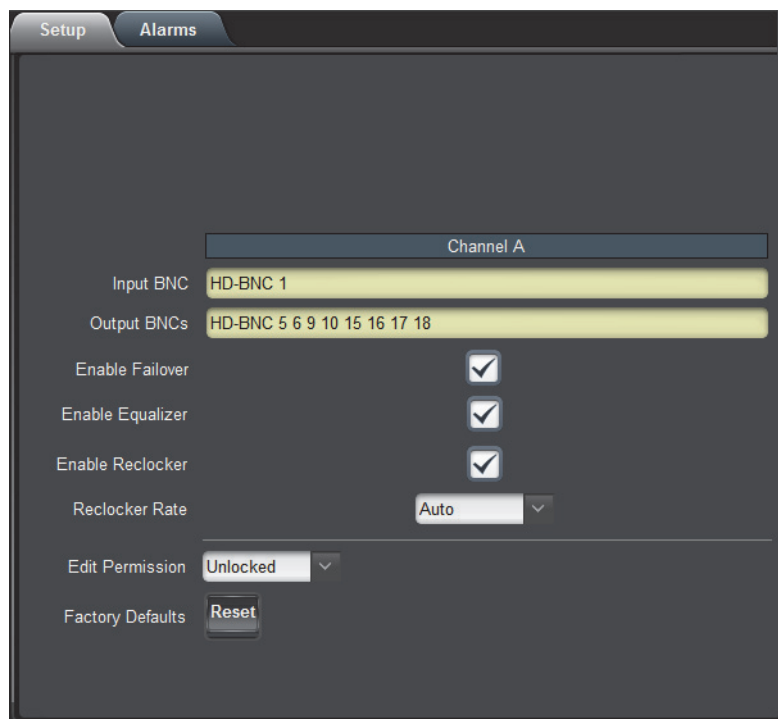 Setup Alarms
Channel A
Input BNC HD-BNC 1
Output BNCs HD-BNC 5 6 9 10 15 16 17 18
Enable Failover
Enable Equalizer
Enable Reclocker
Reclocker Rate Auto
Edit Permission Unlocked
Factory Defaults Reset